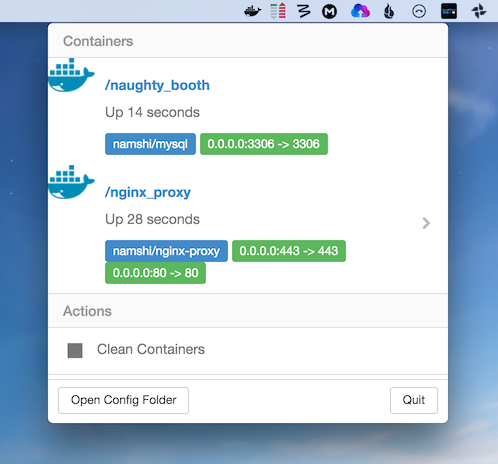 Containers
/naughty_booth
Up 14 seconds
namshi/mysql 0.0.0.0:3306 -> 3306
/nginx_proxy
Up 28 seconds
namshi/nginx-proxy 0.0.0.0:443 -> 443
0.0.0.0:80 -> 80
Actions
Clean Containers
Open Config Folder Quit